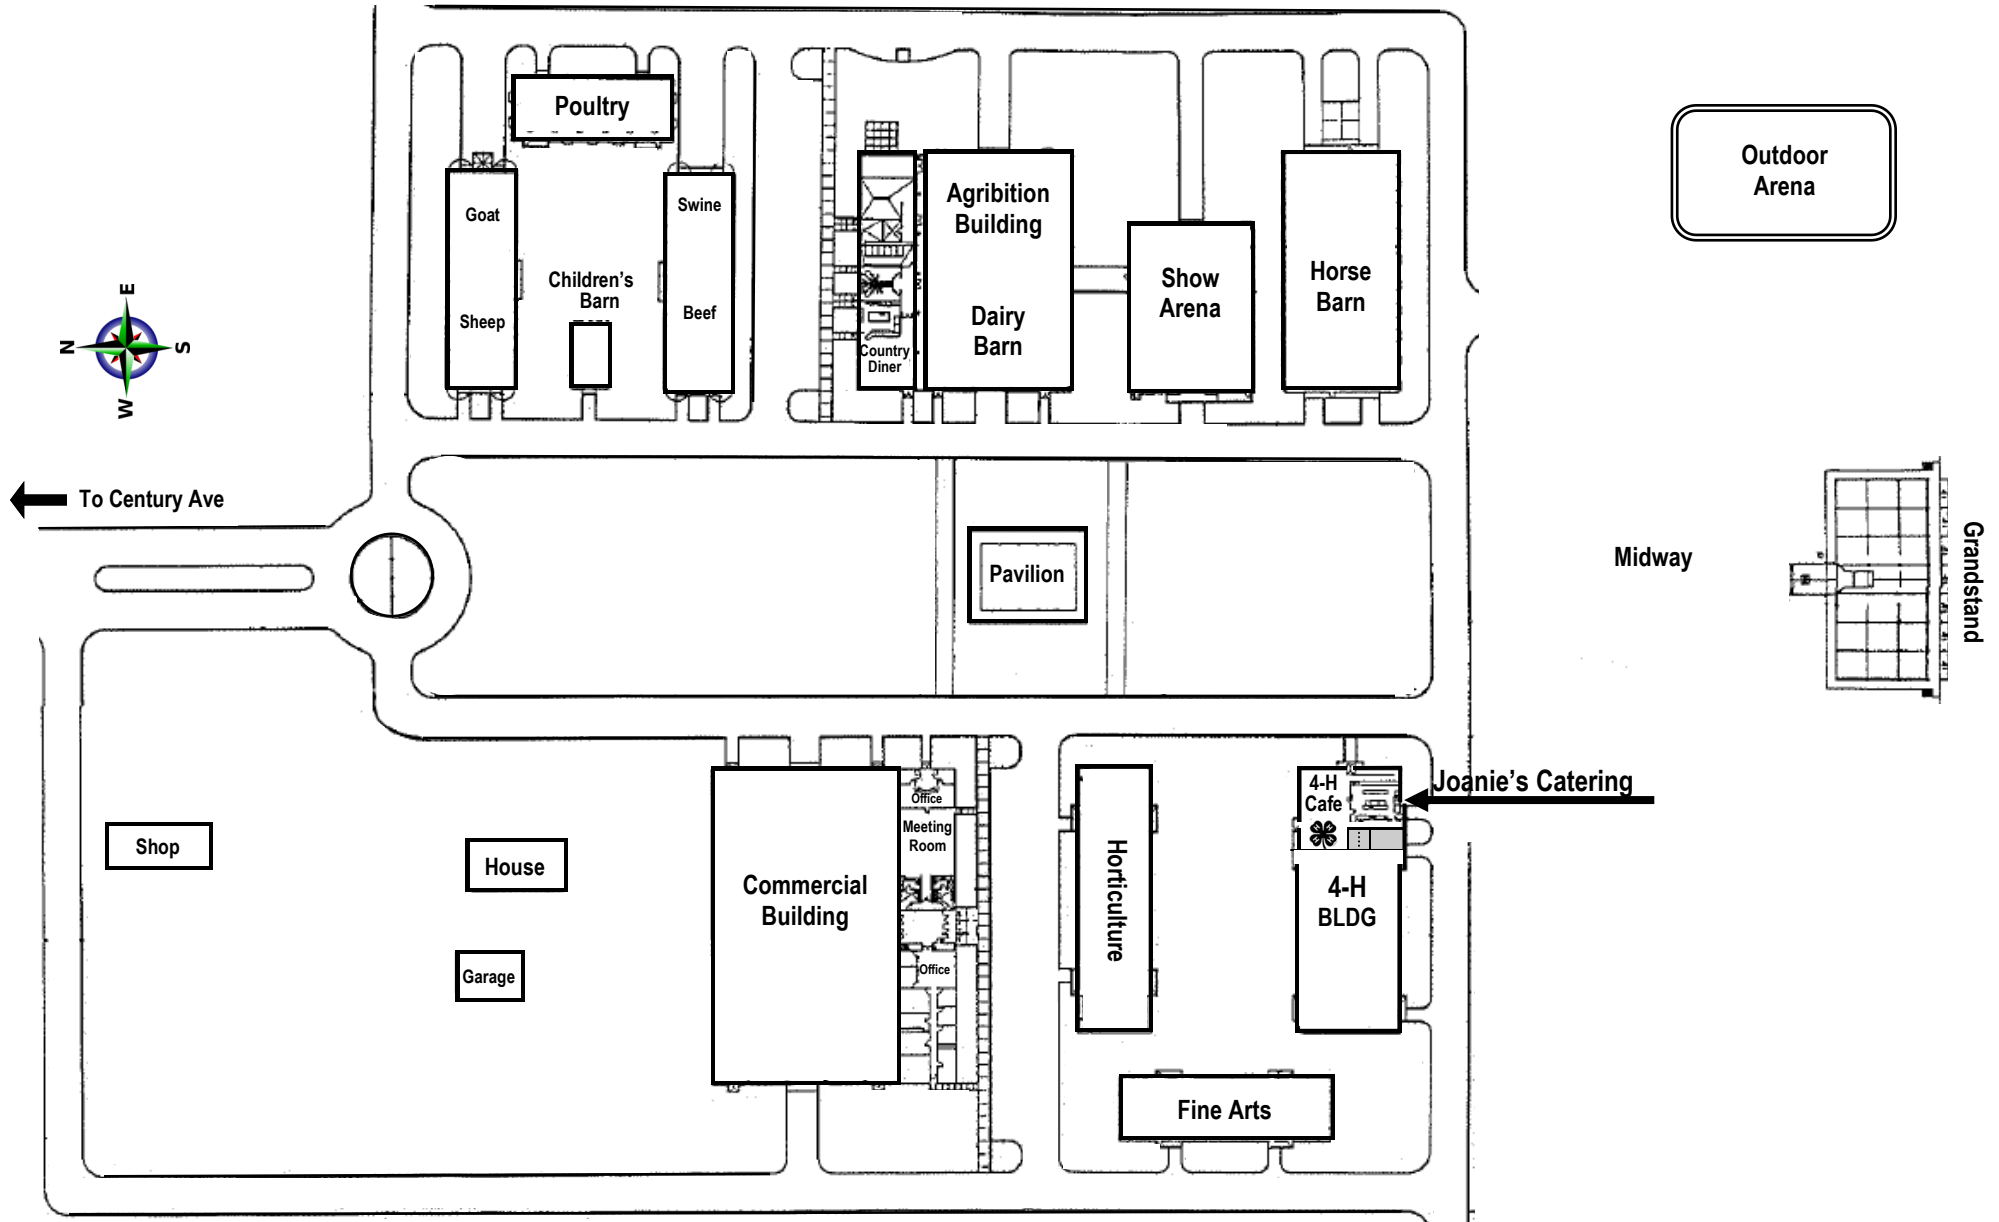 Poultry
Outdoor
Arena
Goat
Swine
Agribition
Building
Children's
Barn
Show
Arena
Horse
Barn
E
N
S
W
Sheep
Beef
Dairy
Barn
Country
Diner
To Century Ave
Pavilion
Midway
Grandstand
4-H
Cafe
Joanie's Catering
Office
Meeting
Room
Shop
House
Commercial
Building
Horticulture
4-H
BLDG
Garage
Office
Fine Arts